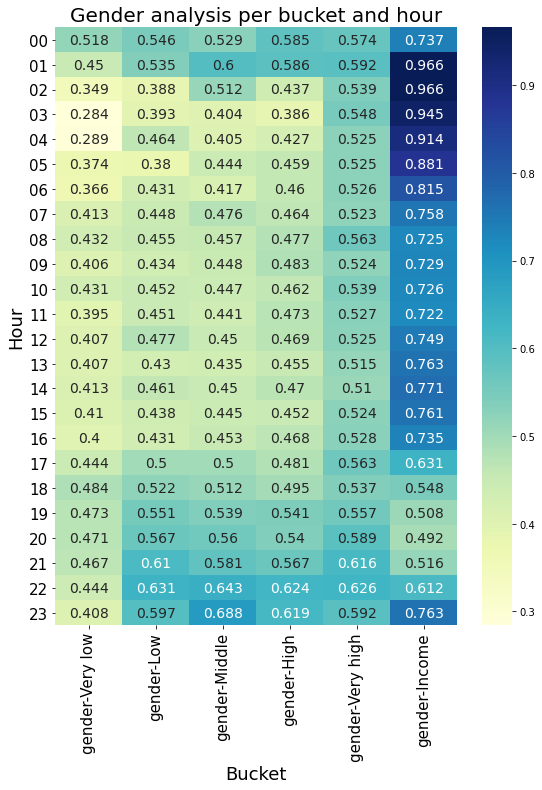 Gender analysis per bucket and hour
00 0.518 0.546 0.529 0.585 0.574 0.737
01 0.45 0.535 0.6 0.586 0.592 0.966
02 0.349 0.388 0.512 0.437 0.539 0.966
03 0.284 0.393 0.404 0.386 0.548 0.945
04 0.289 0.464 0.405 0.427 0.525 0.914
05 0.374 0.38 0.444 0.459 0.525 0.881
06 0.366 0.431 0.417 0.46 0.526 0.815
07 0.413 0.448 0.476 0.464 0.523 0.758
08 0.432 0.455 0.457 0.477 0.563 0.725
09 0.406 0.434 0.448 0.483 0.524 0.729
10 0.431 0.452 0.447 0.462 0.539 0.726
11 0.395 0.451 0.441 0.473 0.527 0.722
12 0.407 0.477 0.45 0.469 0.525 0.749
13 0.407 0.43 0.435 0.455 0.515 0.763
14 0.413 0.461 0.45 0.47 0.51 0.771
15 0.41 0.438 0.445 0.452 0.524 0.761
16 0.4 0.431 0.453 0.468 0.528 0.735
17 0.444 0.5 0.5 0.481 0.563 0.631
18 0.484 0.522 0.512 0.495 0.537 0.548
19 0.473 0.551 0.539 0.541 0.557 0.508
20 0.471 0.567 0.56 0.54 0.589 0.492
21 0.467 0.61 0.581 0.567 0.616 0.516
22 0.444 0.631 0.643 0.624 0.626 0.612
23 0.408 0.597 0.688 0.619 0.592 0.763
Hour
gender-Very low
gender-Low
gender-Middle
gender-High
gender-Very high
gender-Income
Bucket
0.9
0.8
0.7
0.6
0.5
0.4
0.3